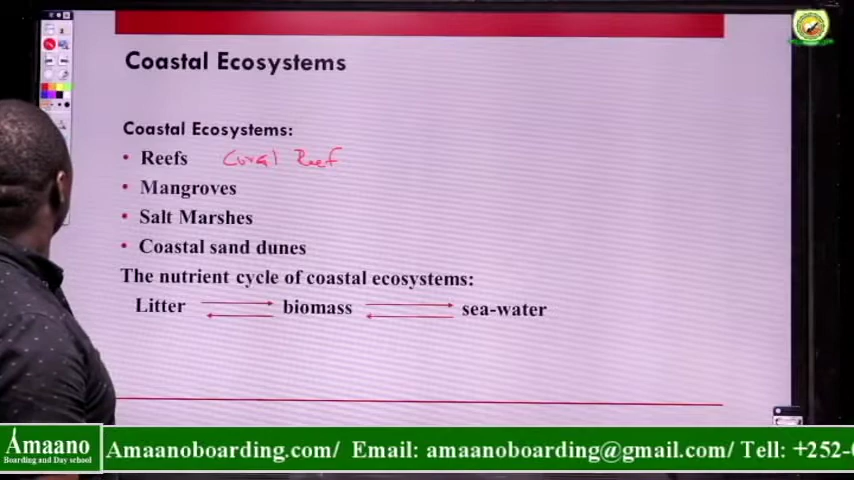 Coastal Ecosystems
Coastal Ecosystems:
• Reefs Coral Reef
• Mangroves
• Salt Marshes
• Coastal sand dunes
The nutrient cycle of coastal ecosystems:
Litter biomass sea-water
Amaano
Boarding and Day school
Amaanoboarding.com/ Email: amaanoboarding@gmail.com/ Tell: +252-